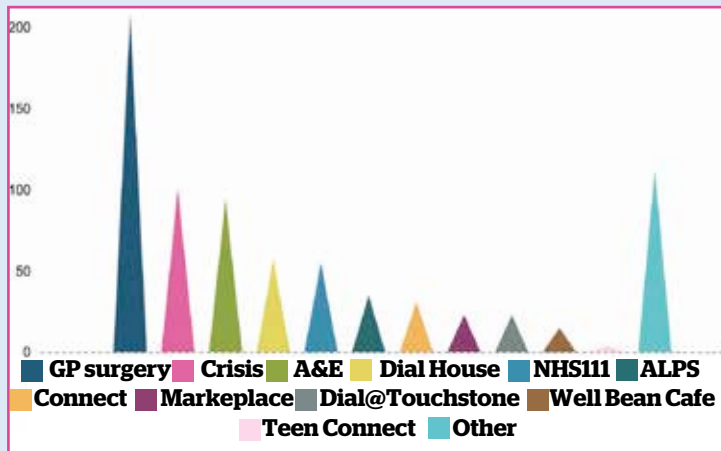 200
150
100
50
0
GP surgery Crisis A&E Dial House NHS111 ALPS
Connect Markeplace Dial@Touchstone Well Bean Cafe
Teen Connect Other